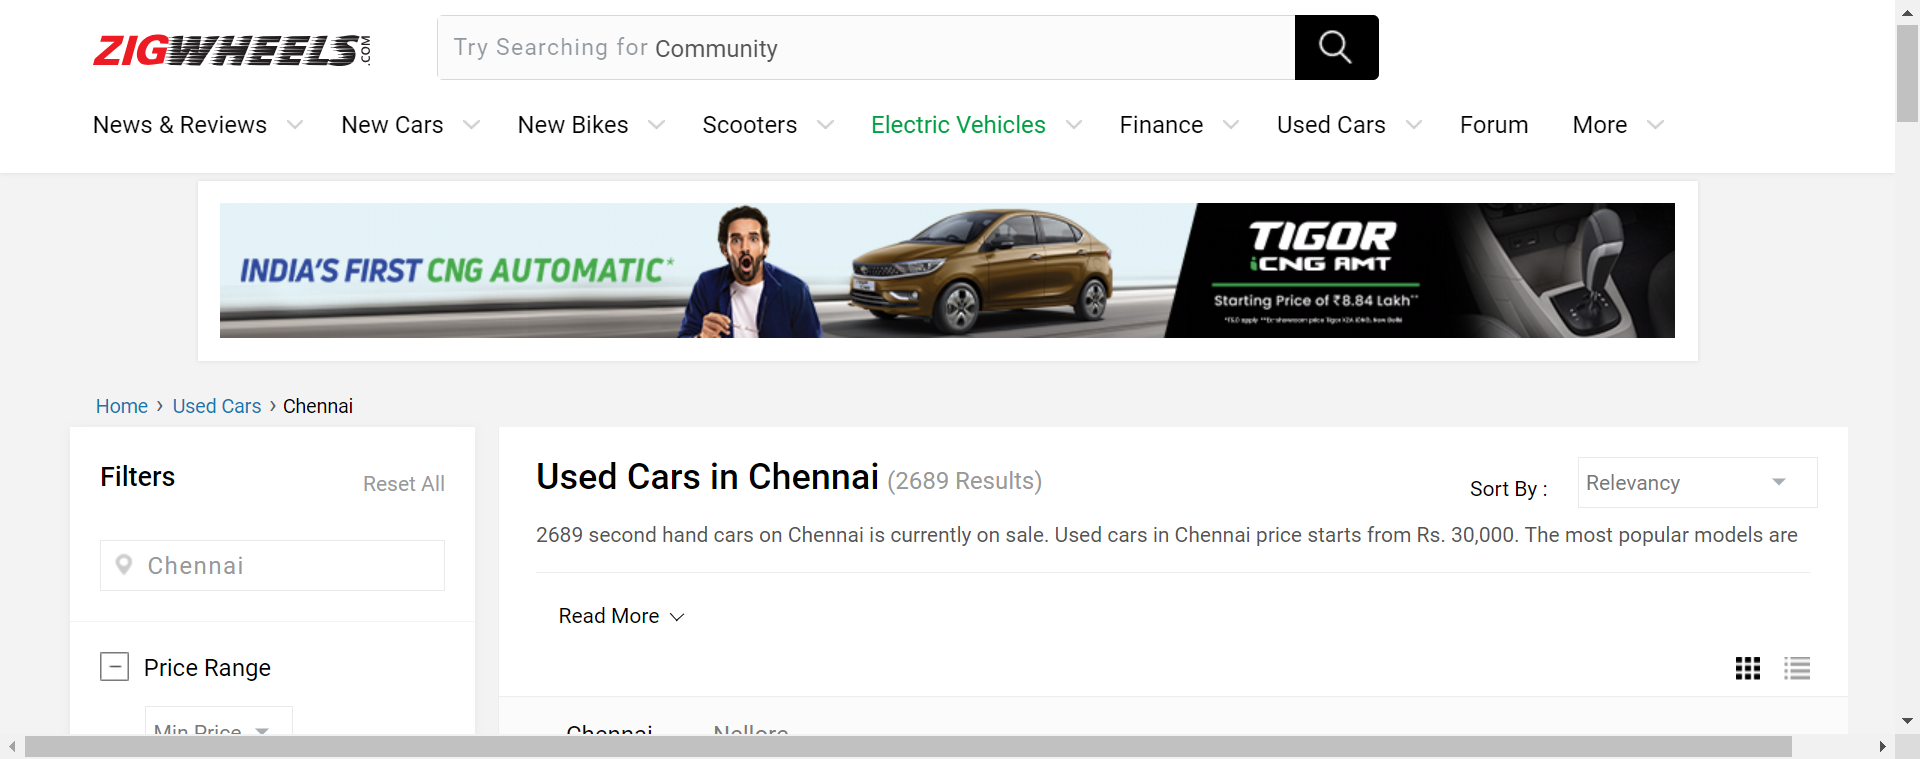 ZIGWHEELS.COM
Try Searching for Community
News & Reviews New Cars New Bikes Scooters Electric Vehicles Finance Used Cars Forum More
INDIA'S FIRST CNG AUTOMATIC*
TIGOR
iCNG AMT
Starting Price of ₹8.84 Lakh**
Home › Used Cars › Chennai
Filters
Reset All
Chennai
Price Range
Min Price
Used Cars in Chennai (2689 Results)
Sort By : Relevancy
2689 second hand cars on Chennai is currently on sale. Used cars in Chennai price starts from Rs. 30,000. The most popular models are
Read More
Chennai Nellore